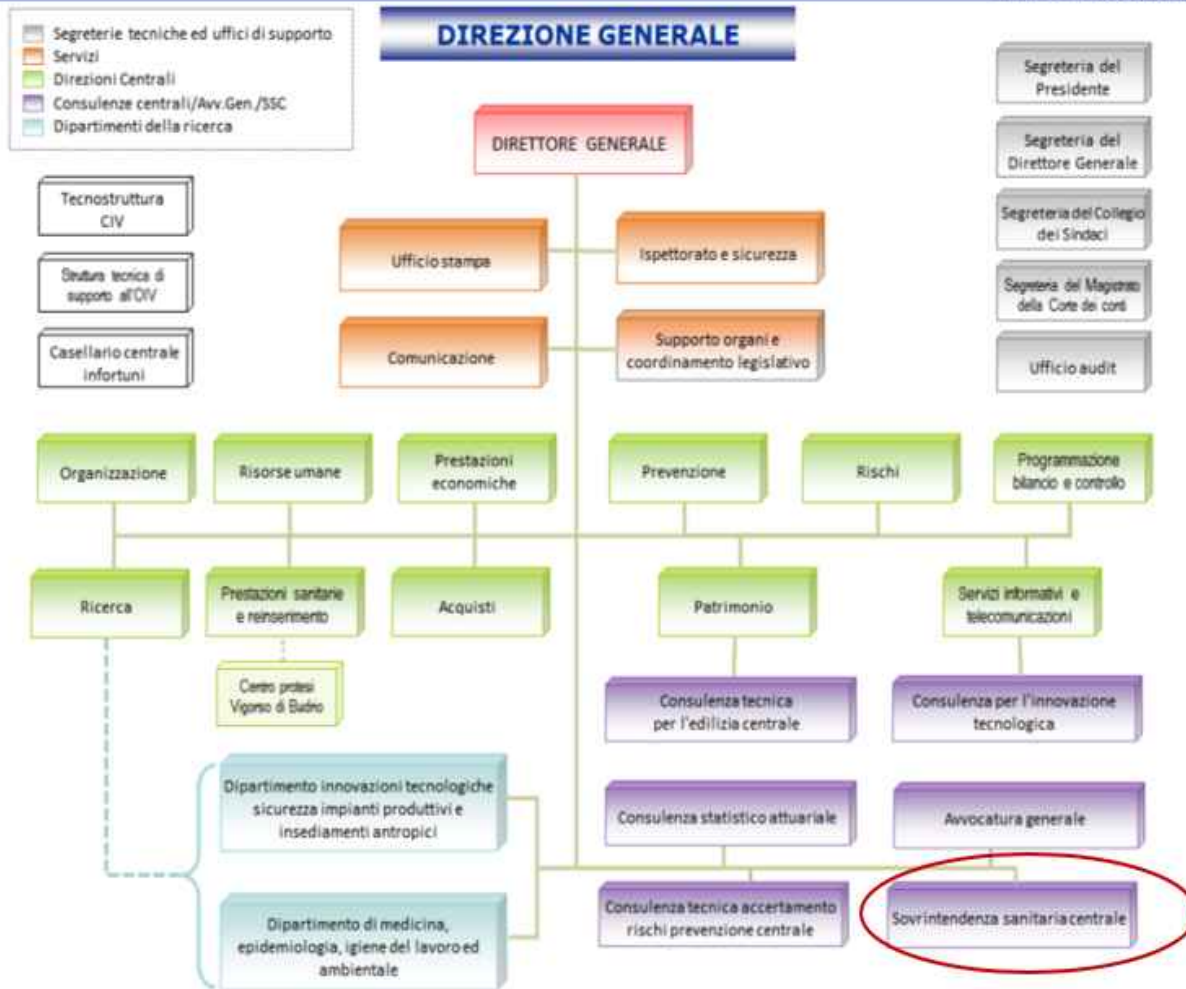 Segreterie tecniche ed uffici di supporto
Servizi
Direzioni Centrali
Consulenze centrali/Avv.Gen./SSC
Dipartimenti della ricerca
DIREZIONE GENERALE
DIRETTORE GENERALE
Segreteria del
Presidente
Segreteria del
Direttore Generale
Segreteria del Collegio
dei Sindaci
Segreteria del Magistrato
della Corte dei conti
Ufficio audit
Tecnostruttura
CIV
Struttura tecnica di
supporto all'OIV
Casellario centrale
infortuni
Ufficio stampa
Ispettorato e sicurezza
Comunicazione
Supporto organi e
coordinamento legislativo
Organizzazione
Risorse umane
Prestazioni
economiche
Prevenzione
Rischi
Programmazione
bilancio e controllo
Ricerca
Prestazioni sanitarie
e reinserimento
Acquisti
Patrimonio
Servizi informativi e
telecomunicazioni
Centro protesi
Vigorso di Budrio
Consulenza tecnica
per l'edilizia centrale
Consulenza per l'innovazione
tecnologica
Dipartimento innovazioni tecnologiche
sicurezza impianti produttivi e
insediamenti antropici
Consulenza statistico attuariale
Avvocatura generale
Dipartimento di medicina,
epidemiologia, igiene del lavoro ed
ambientale
Consulenza tecnica accertamento
rischi prevenzione centrale
Sovrintendenza sanitaria centrale